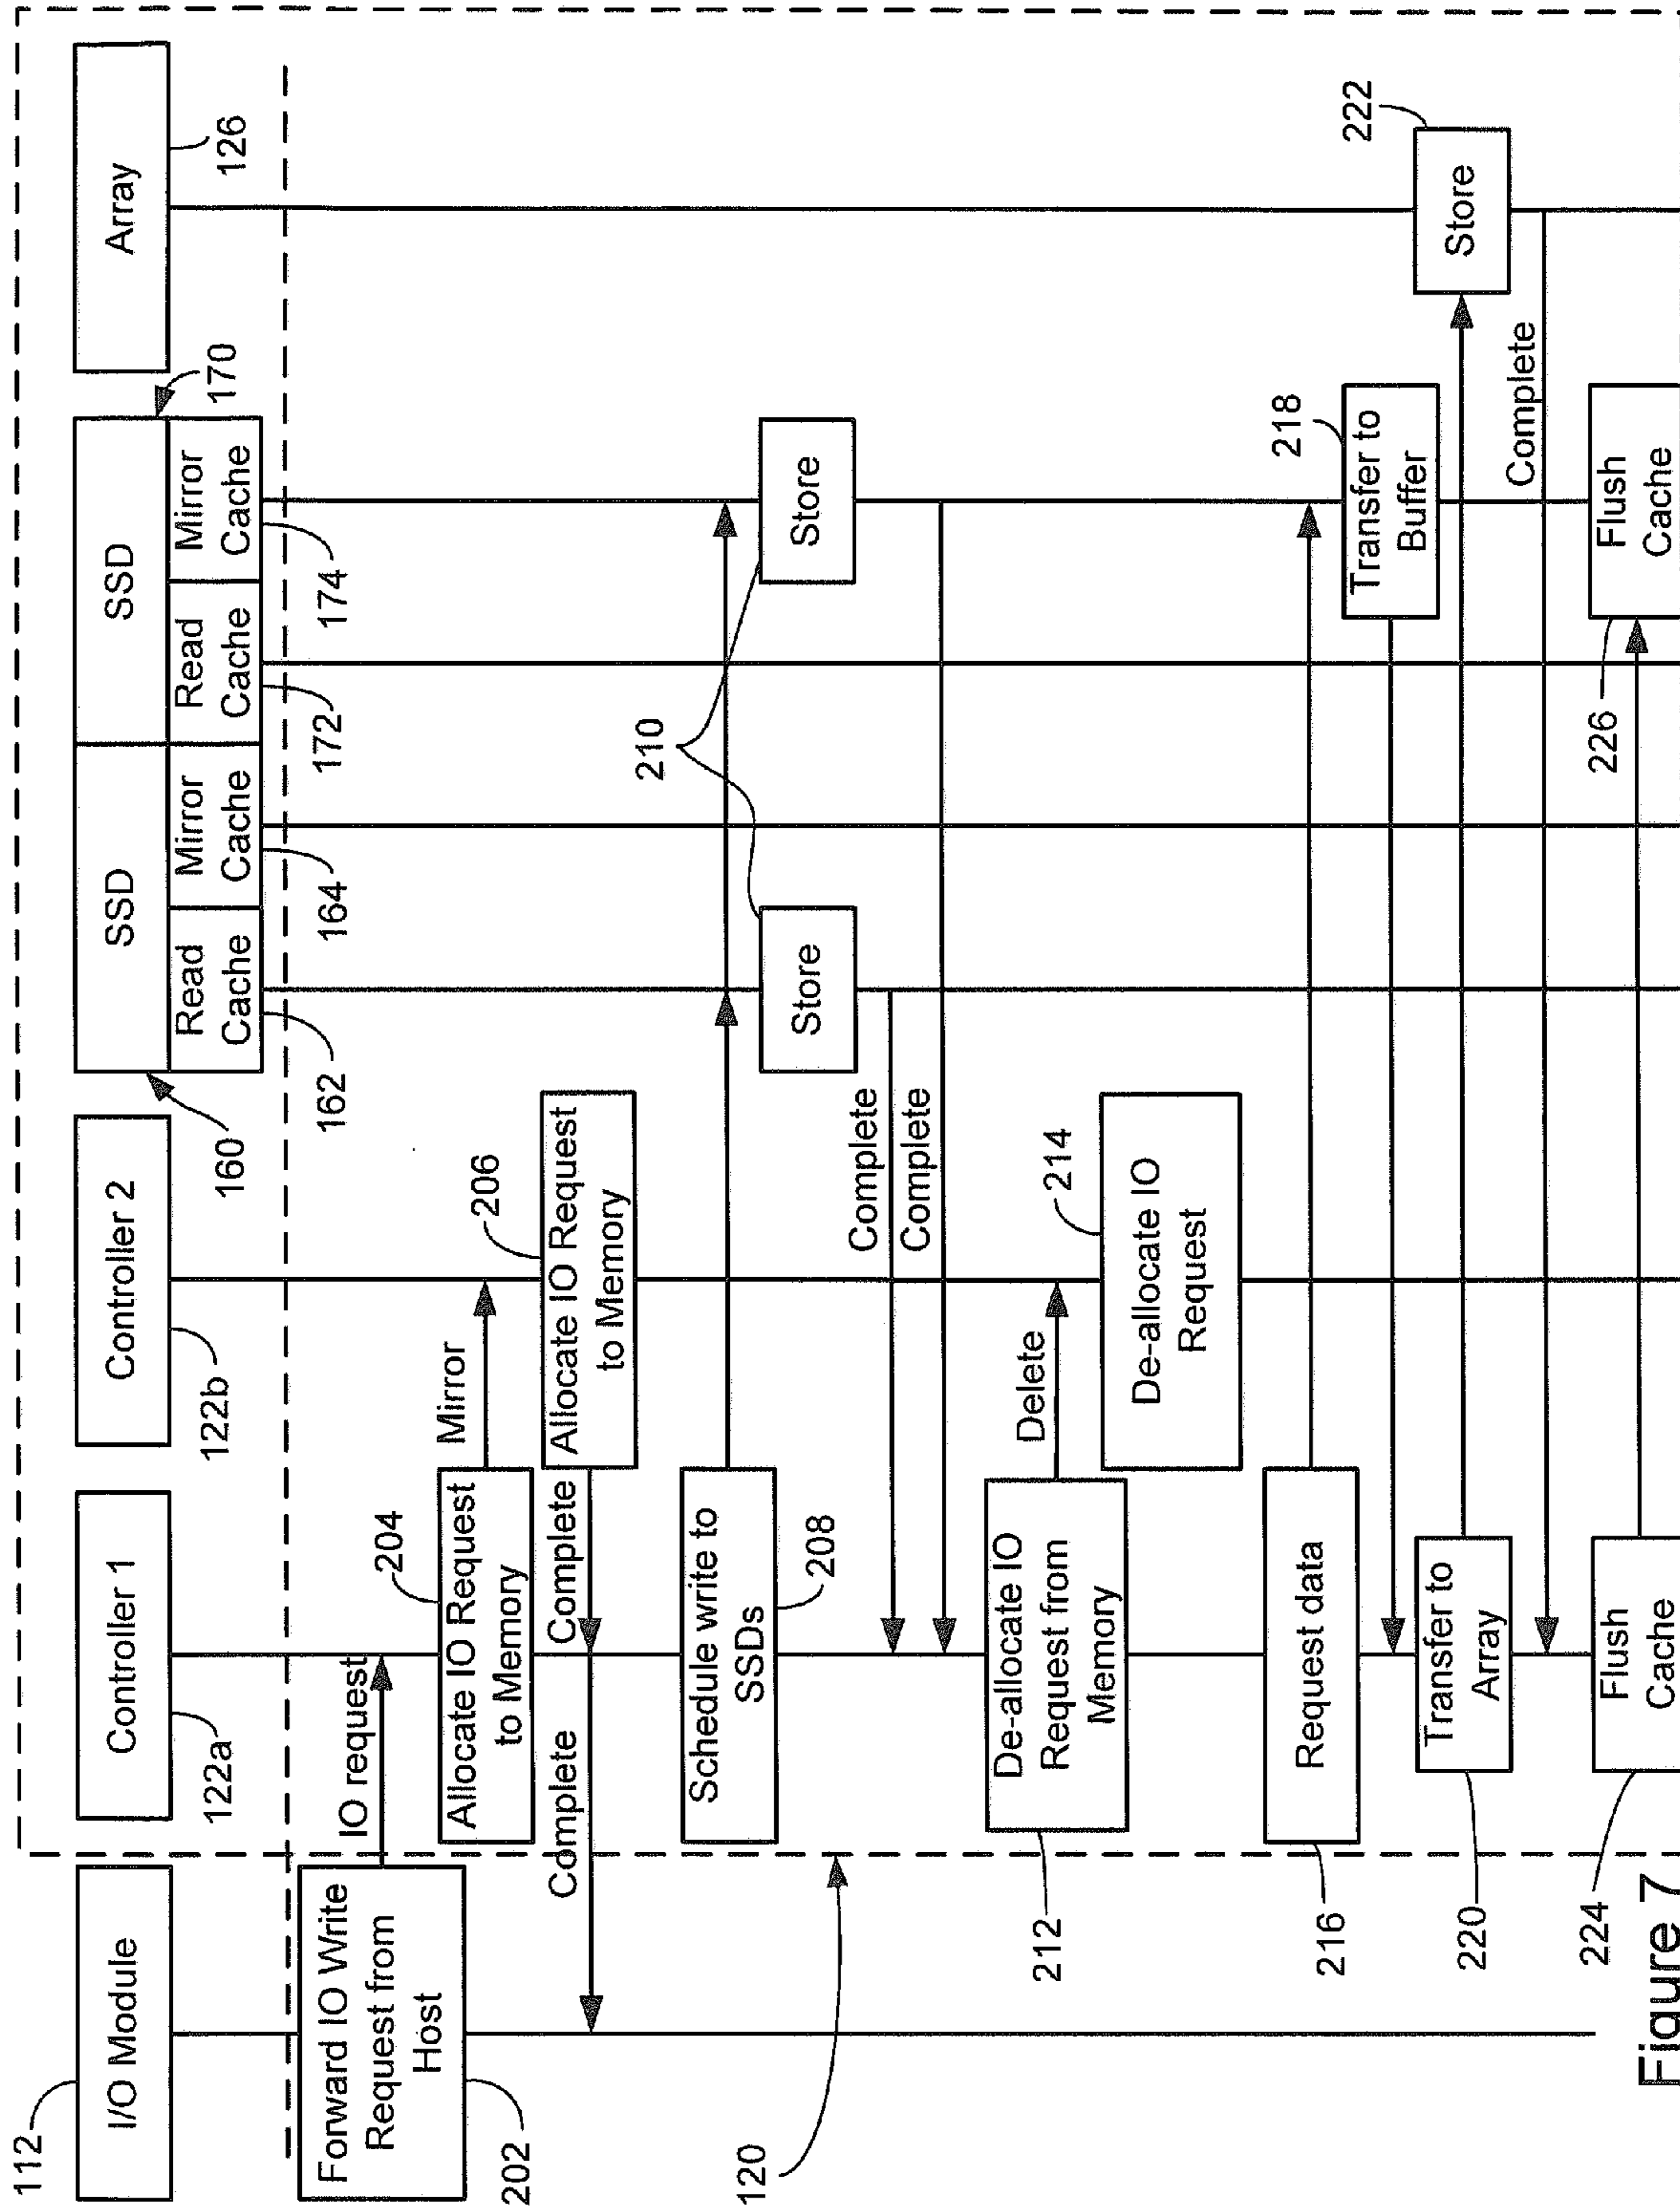 112
I/O Module
Controller 1
122a
Controller 2
122b
160
SSD
SSD
170
Read
Cache
Mirror
Cache
Read
Cache
Mirror
Cache
162
164
172
174
Array
126
Forward IO Write
Request from
Host
202
IO request
204
Allocate IO Request
to Memory
Mirror
206
Allocate IO Request
to Memory
Complete
Complete
Schedule write to
SSDs
208
120
210
Store
Store
Complete
Complete
De-allocate IO
Request from
Memory
212
Delete
214
De-allocate IO
Request
Request data
216
218
Transfer to
Buffer
Transfer to
Array
220
222
Store
Complete
Flush
Cache
224
226
Flush
Cache
Figure 7